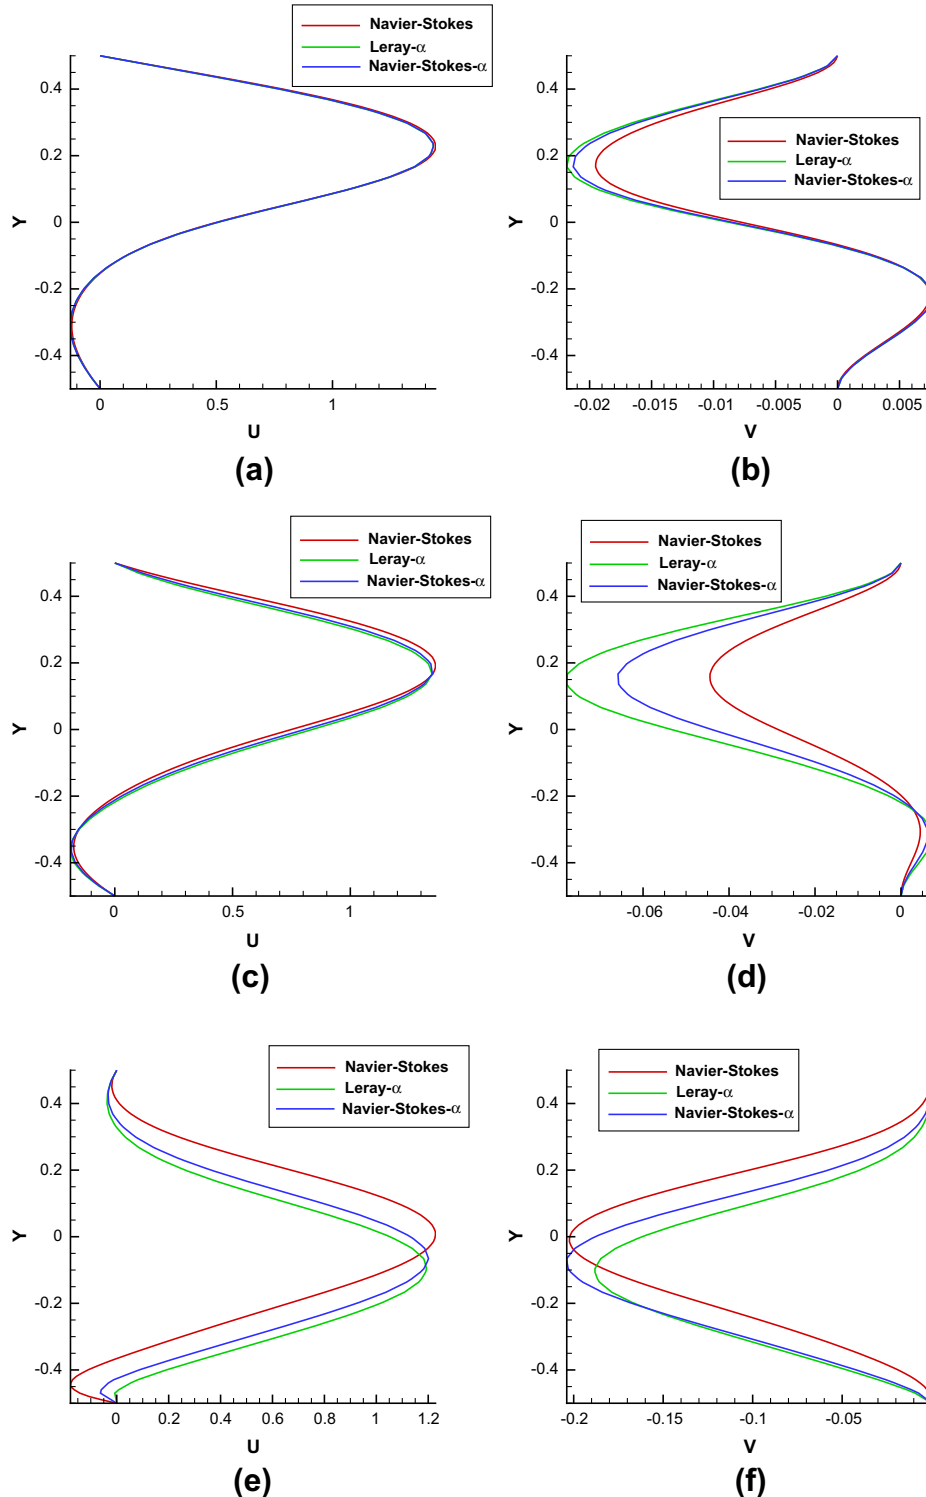 Navier-Stokes
Leray-α
Navier-Stokes-α
0.4
0.2
0
-0.2
-0.4
Y
0
0.5
1
U
(a)
Navier-Stokes
Leray-α
Navier-Stokes-α
0.4
0.2
0
-0.2
-0.4
Y
-0.02
-0.015
-0.01
-0.005
0
0.005
V
(b)
Navier-Stokes
Leray-α
Navier-Stokes-α
0.4
0.2
0
-0.2
-0.4
Y
0
0.5
1
U
(c)
Navier-Stokes
Leray-α
Navier-Stokes-α
0.4
0.2
0
-0.2
-0.4
Y
-0.06
-0.04
-0.02
0
V
(d)
Navier-Stokes
Leray-α
Navier-Stokes-α
0.4
0.2
0
-0.2
-0.4
Y
0
0.2
0.4
0.6
0.8
1
1.2
U
(e)
Navier-Stokes
Leray-α
Navier-Stokes-α
0.4
0.2
0
-0.2
-0.4
Y
-0.2
-0.15
-0.1
-0.05
V
(f)